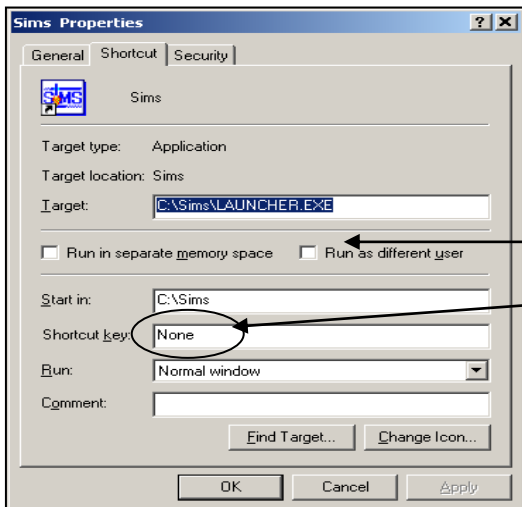 Sims Properties
General Shortcut Security
SIMS Sims
Target type: Application
Target location: Sims
Target: C:\Sims\LAUNCHER.EXE
Run in separate memory space Run as different user
Start in: C:\Sims
Shortcut key: None
Run: Normal window
Comment:
Find Target... Change Icon...
OK Cancel Apply